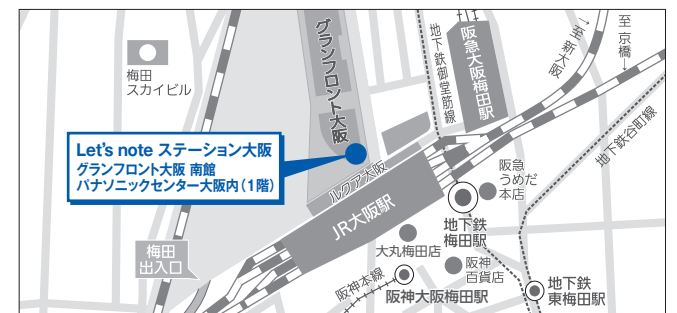 梅田
スカイビル
グランフロント大阪
地下鉄御堂筋線
阪急大阪梅田駅
→至 新大阪
至 京橋→
地下鉄谷町線
Let's note ステーション大阪
グランフロント大阪 南館
パナソニックセンター大阪内（1階）
ルクア大阪
JR大阪駅
阪急
うめだ
本店
地下鉄
梅田駅
大丸梅田店
阪神
百貨店
梅田
出入口
阪神本線
阪神大阪梅田駅
地下鉄
東梅田駅